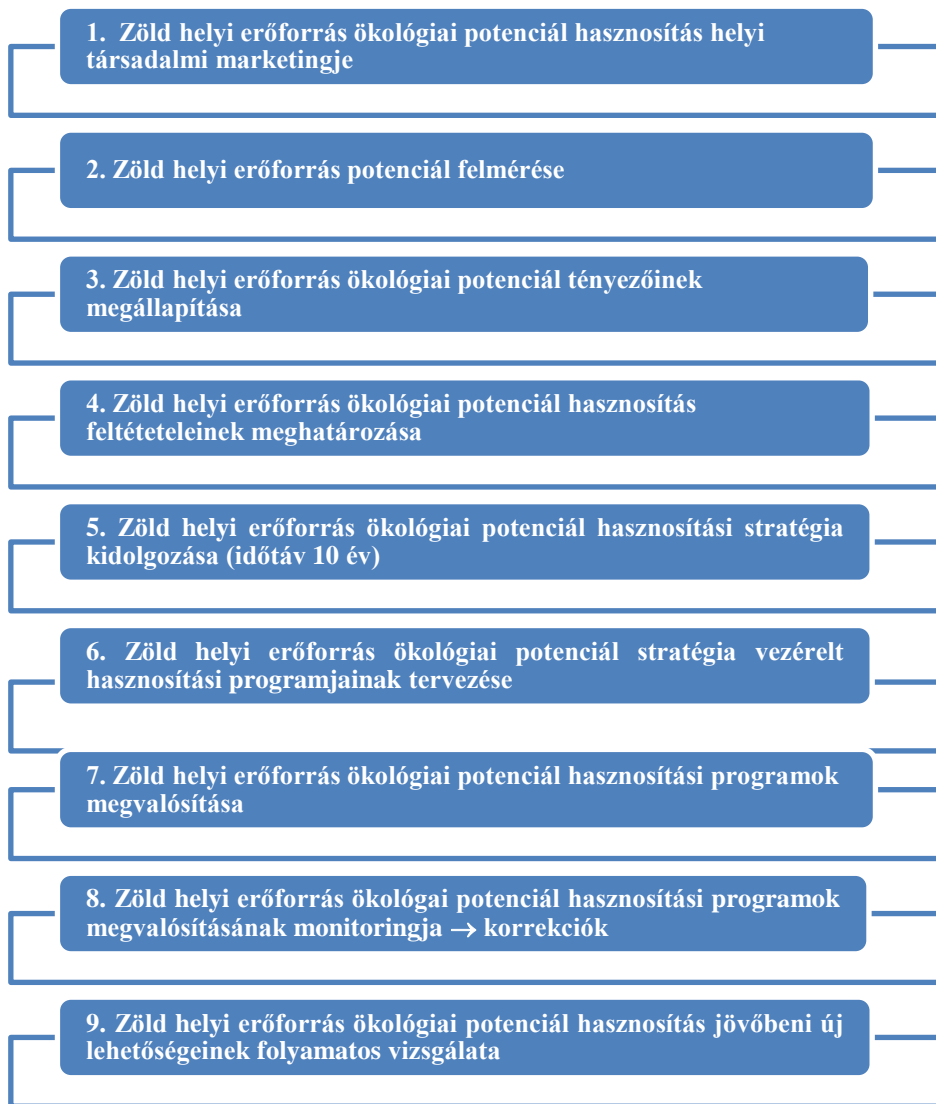 1. Zöld helyi erőforrás ökológiai potenciál hasznosítás helyi
társadalmi marketingje
2. Zöld helyi erőforrás potenciál felmérése
3. Zöld helyi erőforrás ökológiai potenciál tényezőinek
megállapítása
4. Zöld helyi erőforrás ökológiai potenciál hasznosítás
feltételeleinek meghatározása
5. Zöld helyi erőforrás ökológiai potenciál hasznosítási stratégia
kidolgozása (időtáv 10 év)
6. Zöld helyi erőforrás ökológiai potenciál stratégia vezérelt
hasznosítási programjainak tervezése
7. Zöld helyi erőforrás ökológiai potenciál hasznosítási programok
megvalósítása
8. Zöld helyi erőforrás ökológai potenciál hasznosítási programok
megvalósításának monitoringja → korrekciók
9. Zöld helyi erőforrás ökológiai potenciál hasznosítás jövőbeni új
lehetőségeinek folyamatos vizsgálata